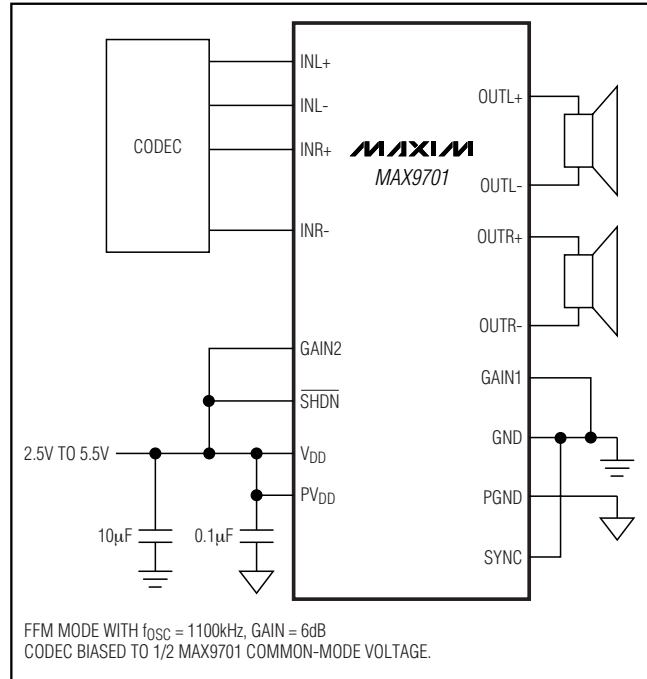 CODEC
INL+
INL-
INR+
INR-
MAXIM
MAX9701
OUTL+
OUTL-
OUTR+
OUTR-
GAIN2
SHDN
2.5V TO 5.5V
VDD
PVDD
10μF
0.1μF
GAIN1
GND
PGND
SYNC
FFM MODE WITH fOSC = 1100kHz, GAIN = 6dB
CODEC BIASED TO 1/2 MAX9701 COMMON-MODE VOLTAGE.